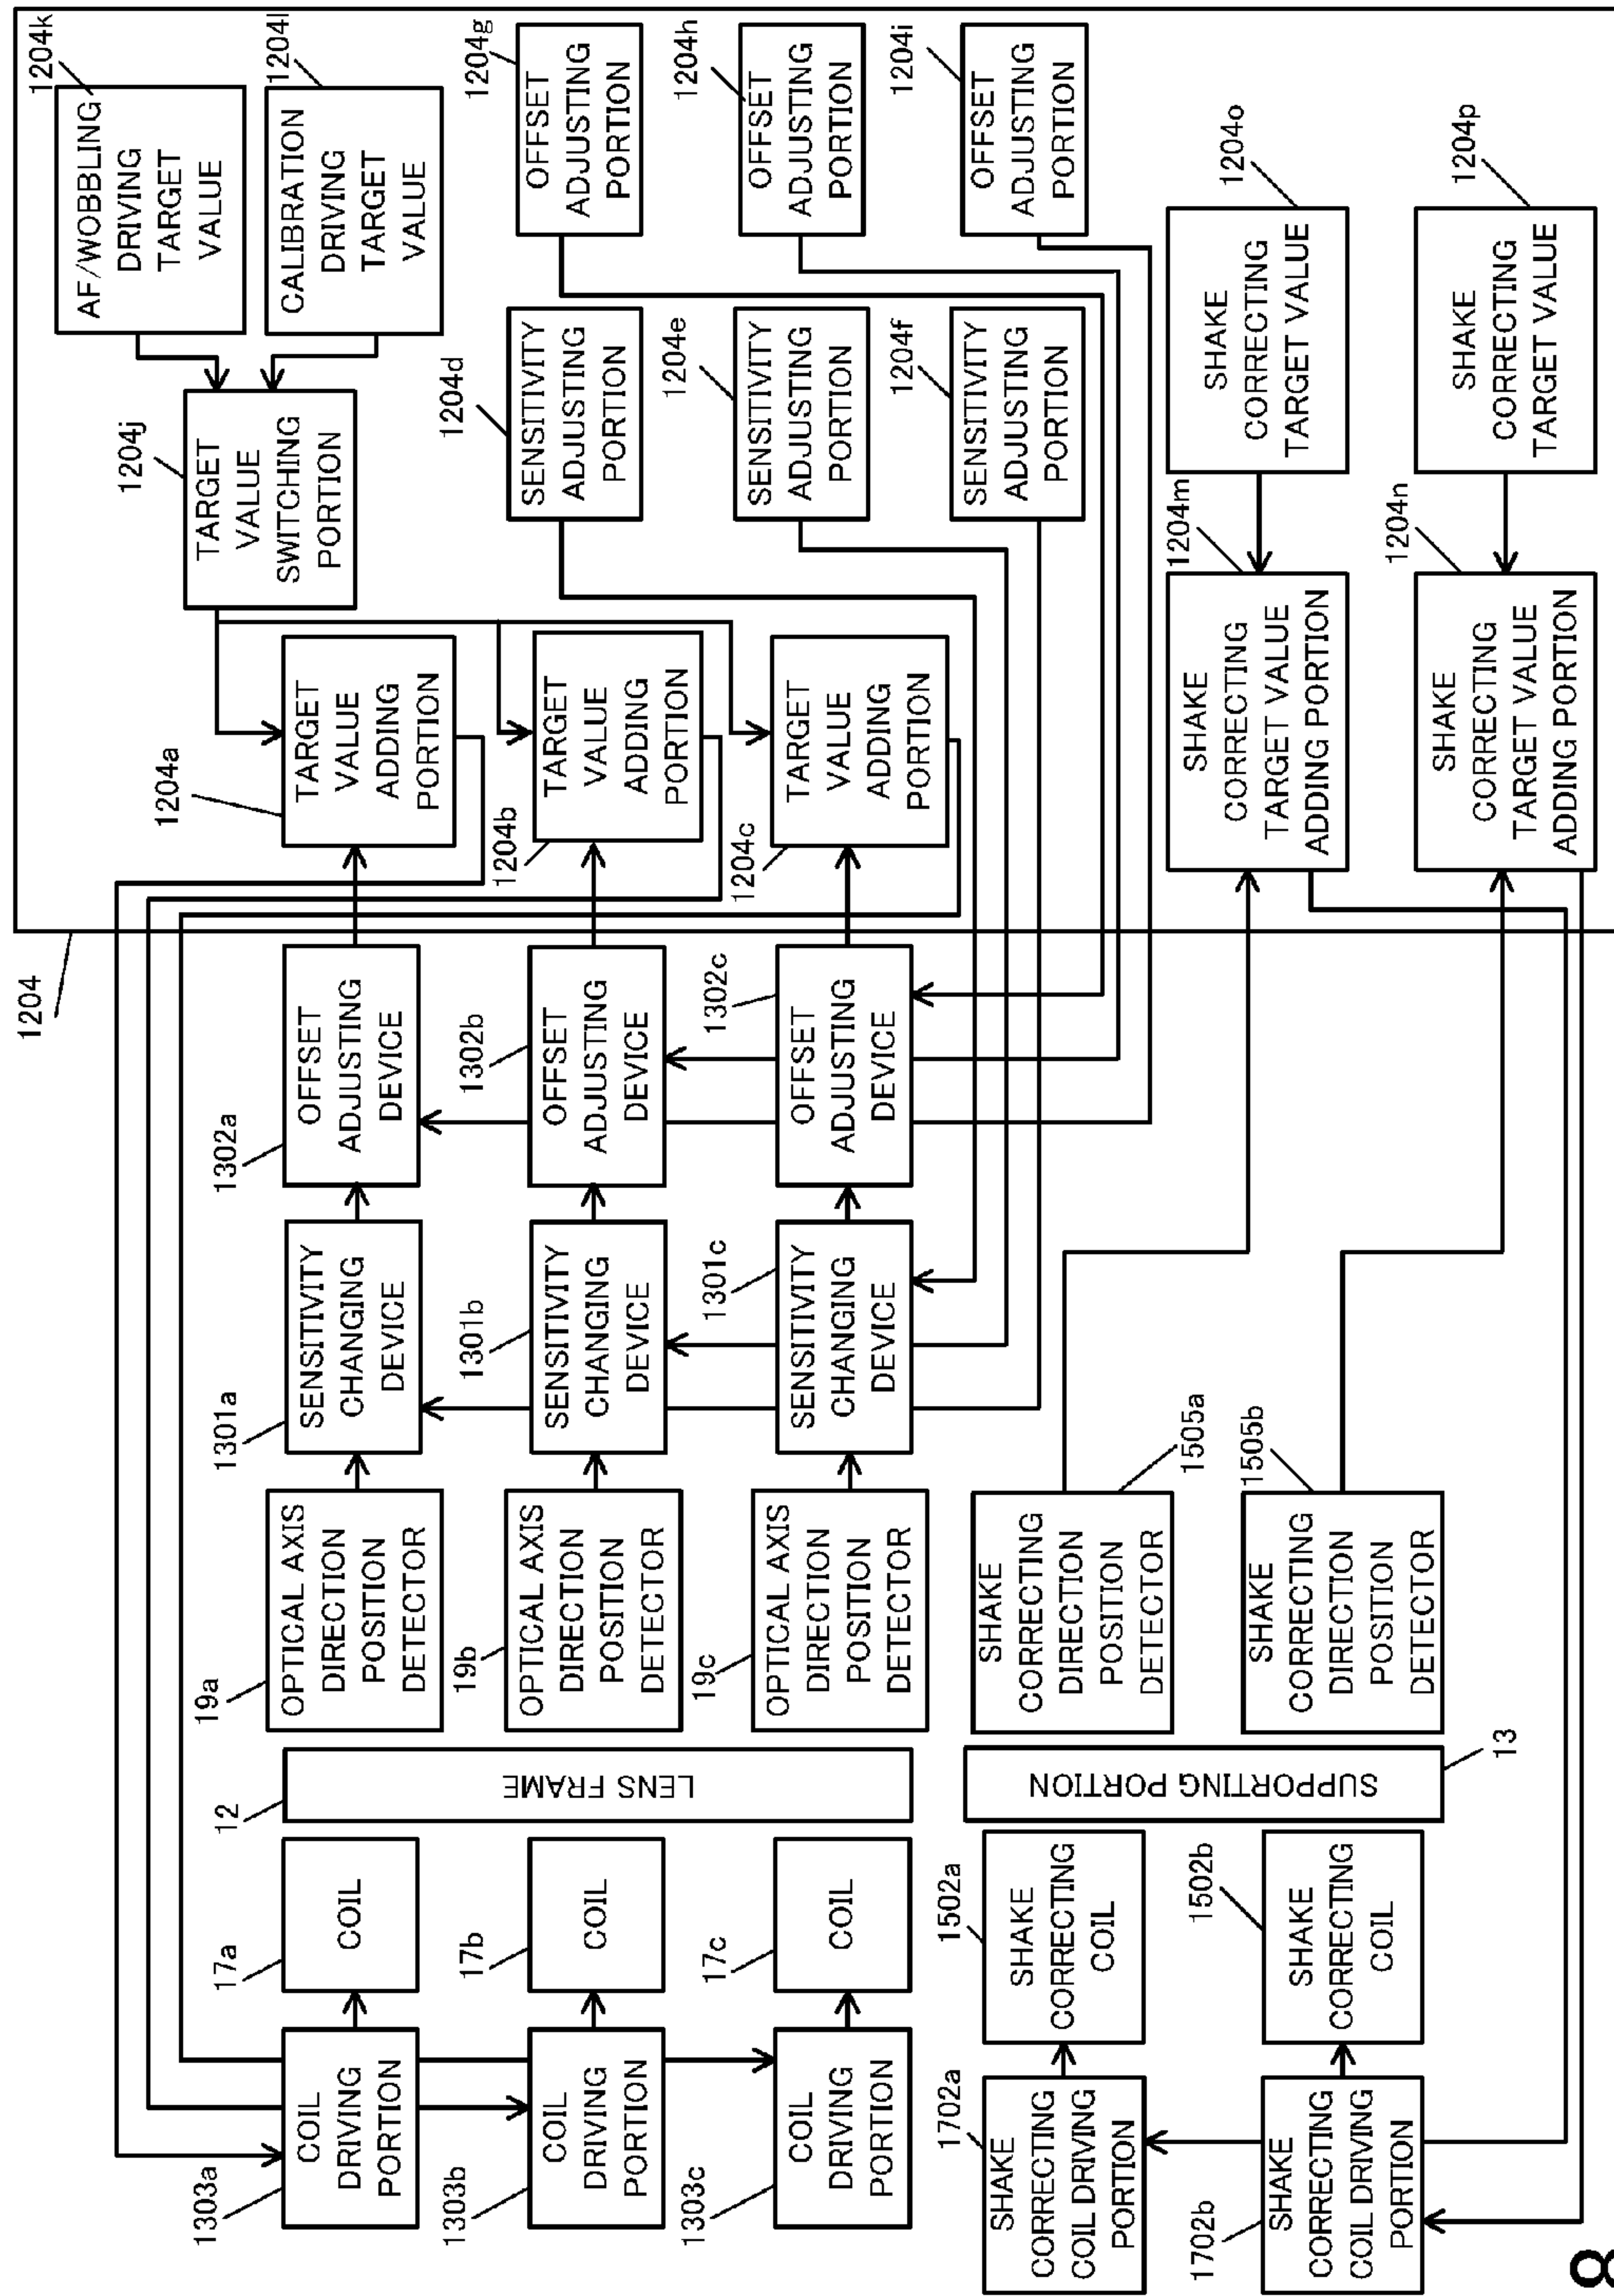 1204
1204k
AF/WOBBLING
DRIVING
TARGET
VALUE
1204l
CALIBRATION
DRIVING
TARGET
VALUE
1204j
TARGET
VALUE
SWITCHING
PORTION
1204a
TARGET
VALUE
ADDING
PORTION
1204b
TARGET
VALUE
ADDING
PORTION
1204c
TARGET
VALUE
ADDING
PORTION
1204d
SENSITIVITY
ADJUSTING
PORTION
1204e
SENSITIVITY
ADJUSTING
PORTION
1204f
SENSITIVITY
ADJUSTING
PORTION
1204g
OFFSET
ADJUSTING
PORTION
1204h
OFFSET
ADJUSTING
PORTION
1204i
OFFSET
ADJUSTING
PORTION
1204o
SHAKE
CORRECTING
TARGET VALUE
1204p
SHAKE
CORRECTING
TARGET VALUE
1204m
SHAKE
CORRECTING
TARGET VALUE
ADDING PORTION
1204n
SHAKE
CORRECTING
TARGET VALUE
ADDING PORTION
1302a
OFFSET
ADJUSTING
DEVICE
1302b
OFFSET
ADJUSTING
DEVICE
1302c
OFFSET
ADJUSTING
DEVICE
1301a
SENSITIVITY
CHANGING
DEVICE
1301b
SENSITIVITY
CHANGING
DEVICE
1301c
SENSITIVITY
CHANGING
DEVICE
19a
OPTICAL AXIS
DIRECTION
POSITION
DETECTOR
19b
OPTICAL AXIS
DIRECTION
POSITION
DETECTOR
19c
OPTICAL AXIS
DIRECTION
POSITION
DETECTOR
1505a
SHAKE
CORRECTING
DIRECTION
POSITION
DETECTOR
1505b
SHAKE
CORRECTING
DIRECTION
POSITION
DETECTOR
12
LENS FRAME
13
SUPPORTING PORTION
17a
COIL
17b
COIL
17c
COIL
1502a
SHAKE
CORRECTING
COIL
1502b
SHAKE
CORRECTING
COIL
1303a
COIL
DRIVING
PORTION
1303b
COIL
DRIVING
PORTION
1303c
COIL
DRIVING
PORTION
1702a
SHAKE
CORRECTING
COIL DRIVING
PORTION
1702b
SHAKE
CORRECTING
COIL DRIVING
PORTION
8